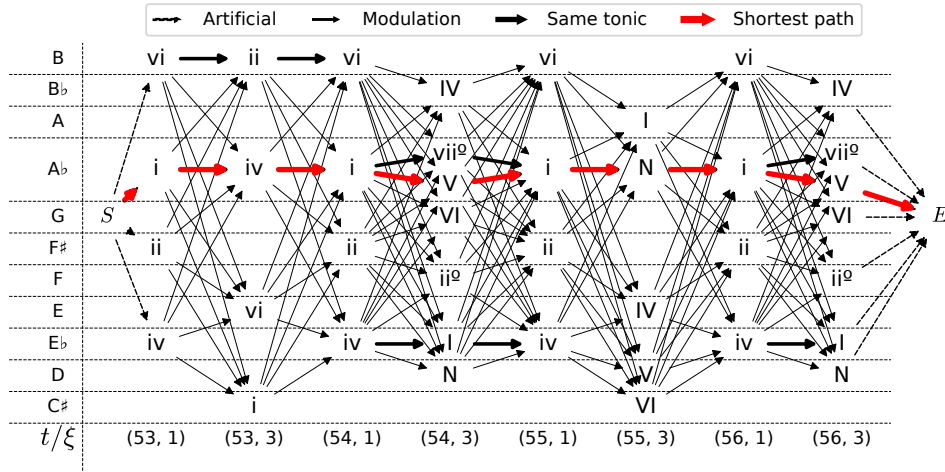 Artificial Modulation Same tonic Shortest path
B vi ii vi vi vi
B♭ IV IV
A I
A♭ i iv i viiº V i N i viiº V
G S VI VI E
F♯ ii ii ii ii
F iiº iiº
E vi IV
E♭ iv iv I iv iv I
D N V N
C♯ i VI
t/ξ (53, 1) (53, 3) (54, 1) (54, 3) (55, 1) (55, 3) (56, 1) (56, 3)